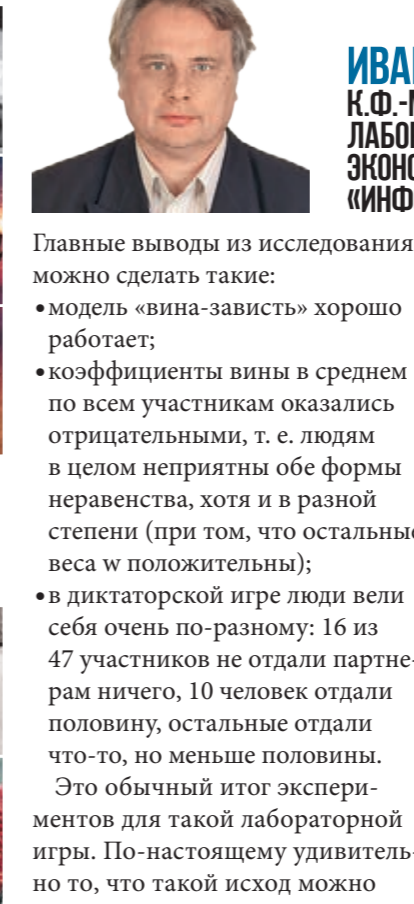 К.Ф.-
Главные выводы из исследования
можно сделать такие:
• модель «вина-зависть» хорошо
работает;
• коэффициенты вины в среднем
по всем участникам оказались
отрицательными, т. е. людям
в целом неприятны обе формы
неравенства, хотя и в разной
степени (при том, что остальные
веса w положительны);
• в диктаторской игре люди вели
себя очень по-разному: 16 из
47 участников не отдали партне-
рам ничего, 10 человек отдали
половину, остальные отдали
что-то, но меньше половины.
Это обычный итог экспери-
ментов для такой лабораторной
игры. По-настоящему удивитель-
но то, что такой исход можно